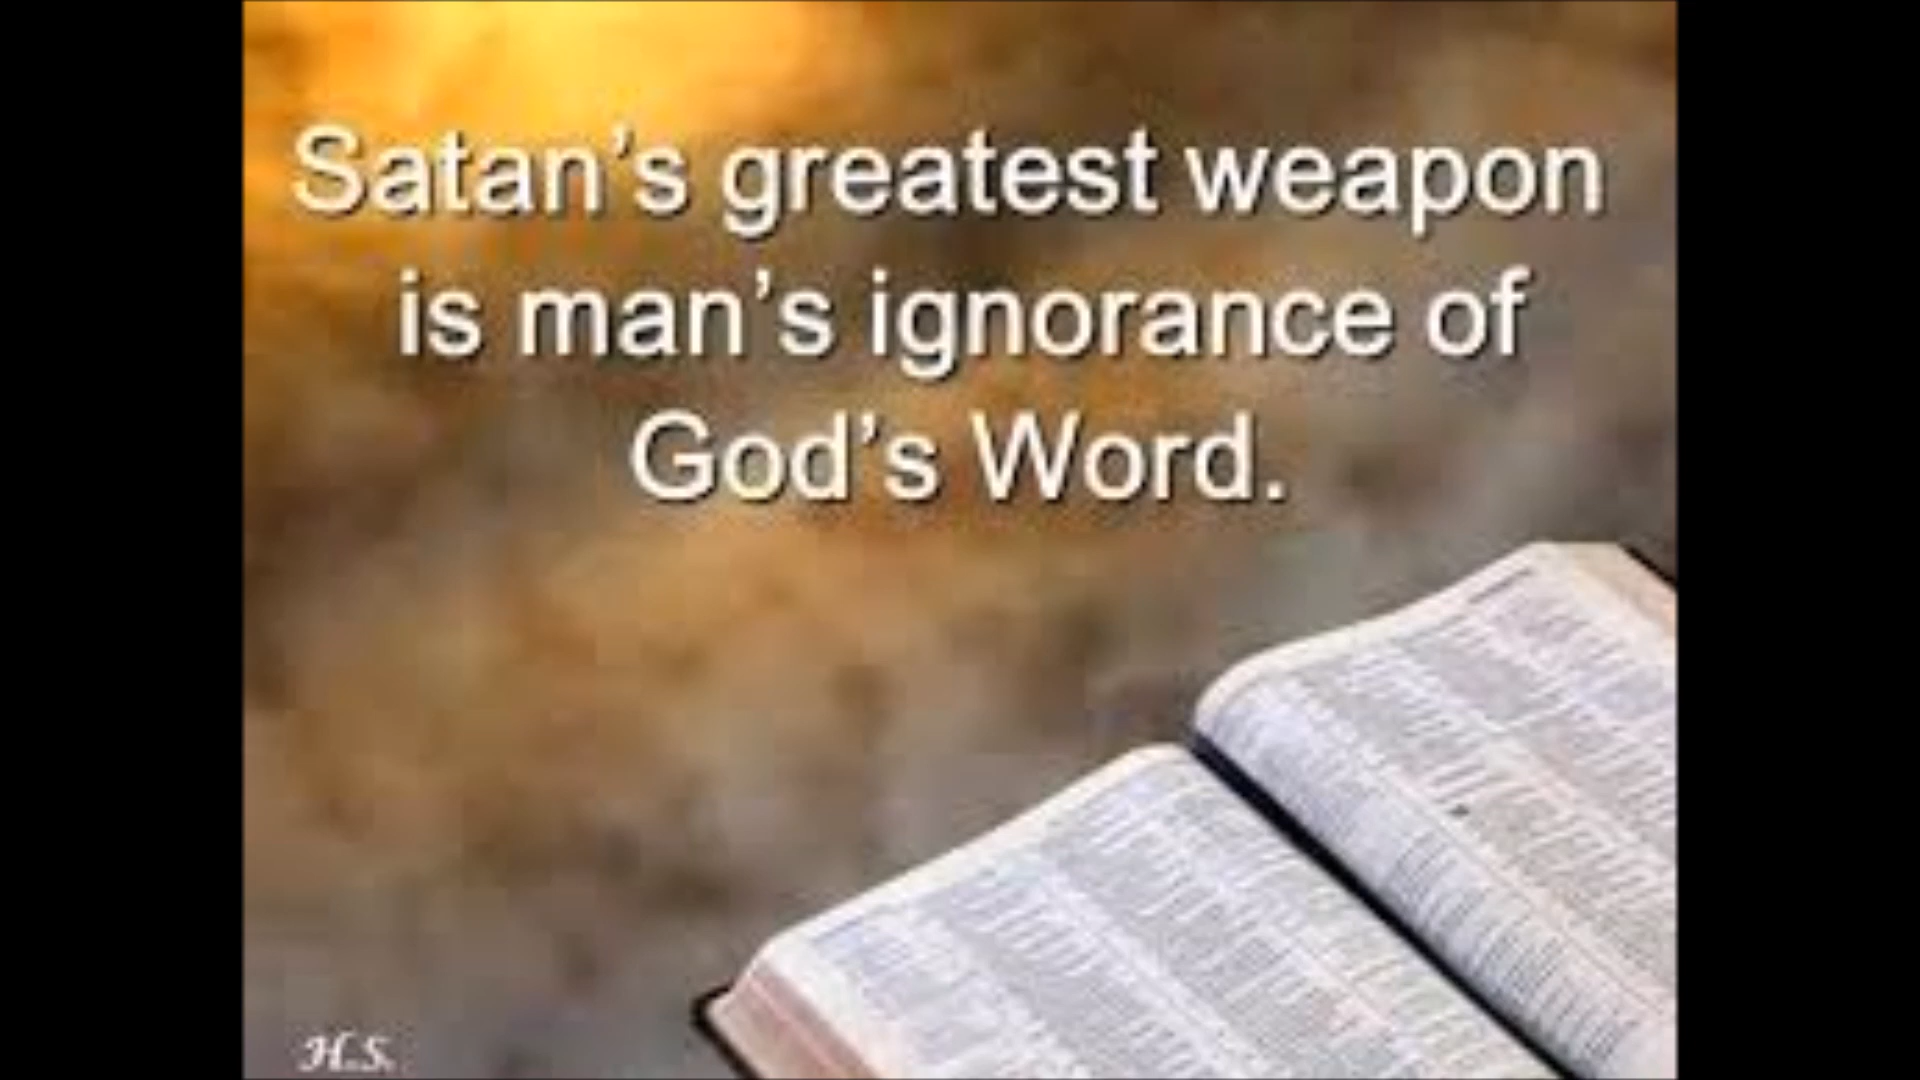 Satan’s greatest weapon
is man’s ignorance of
God’s Word.
H.S.